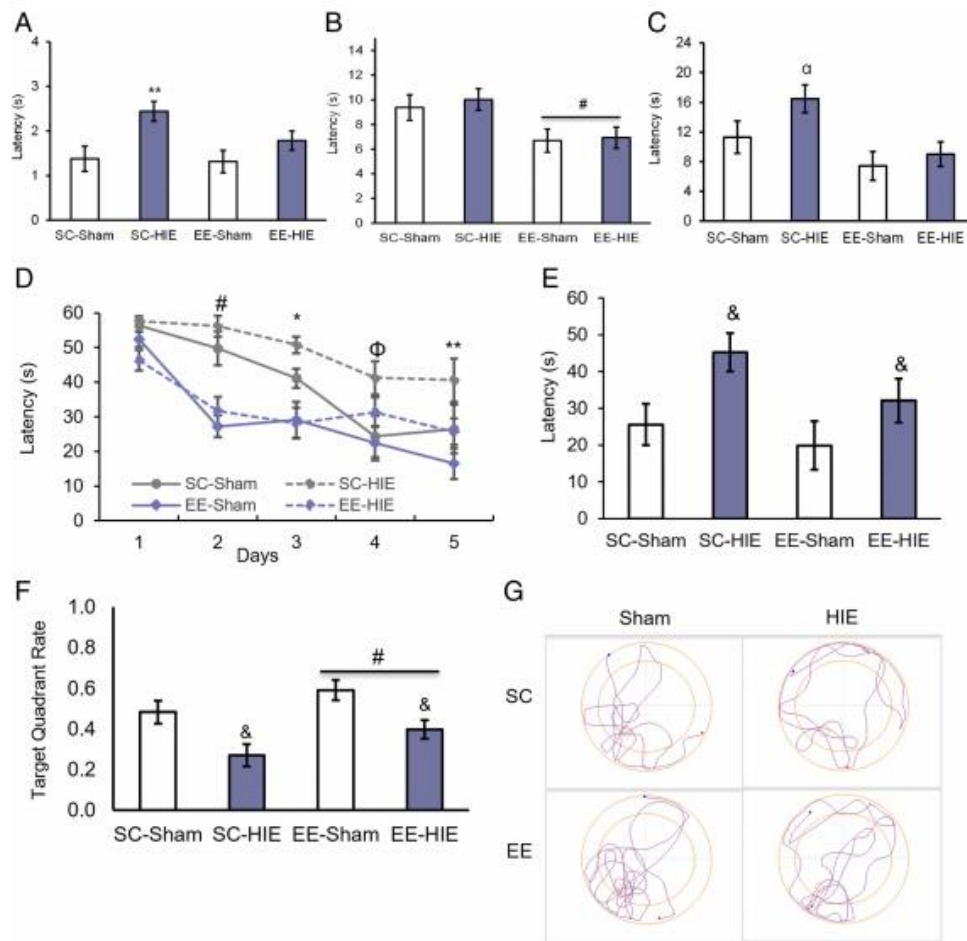 A
Latency (s)
4
3
2
1
0
**
SC-Sham
SC-HIE
EE-Sham
EE-HIE
B
Latency (s)
14
12
10
8
6
4
2
0
#
SC-Sham
SC-HIE
EE-Sham
EE-HIE
C
Latency (s)
24
20
16
12
8
4
0
α
SC-Sham
SC-HIE
EE-Sham
EE-HIE
D
Latency (s)
60
50
40
30
20
10
0
# * Φ **
SC-Sham SC-HIE
EE-Sham EE-HIE
1 2 3 4 5
Days
E
Latency (s)
60
50
40
30
20
10
0
&
&
SC-Sham
SC-HIE
EE-Sham
EE-HIE
F
Target Quadrant Rate
1.0
0.8
0.6
0.4
0.2
0.0
#
&
&
SC-Sham
SC-HIE
EE-Sham
EE-HIE
G
Sham HIE
SC
EE